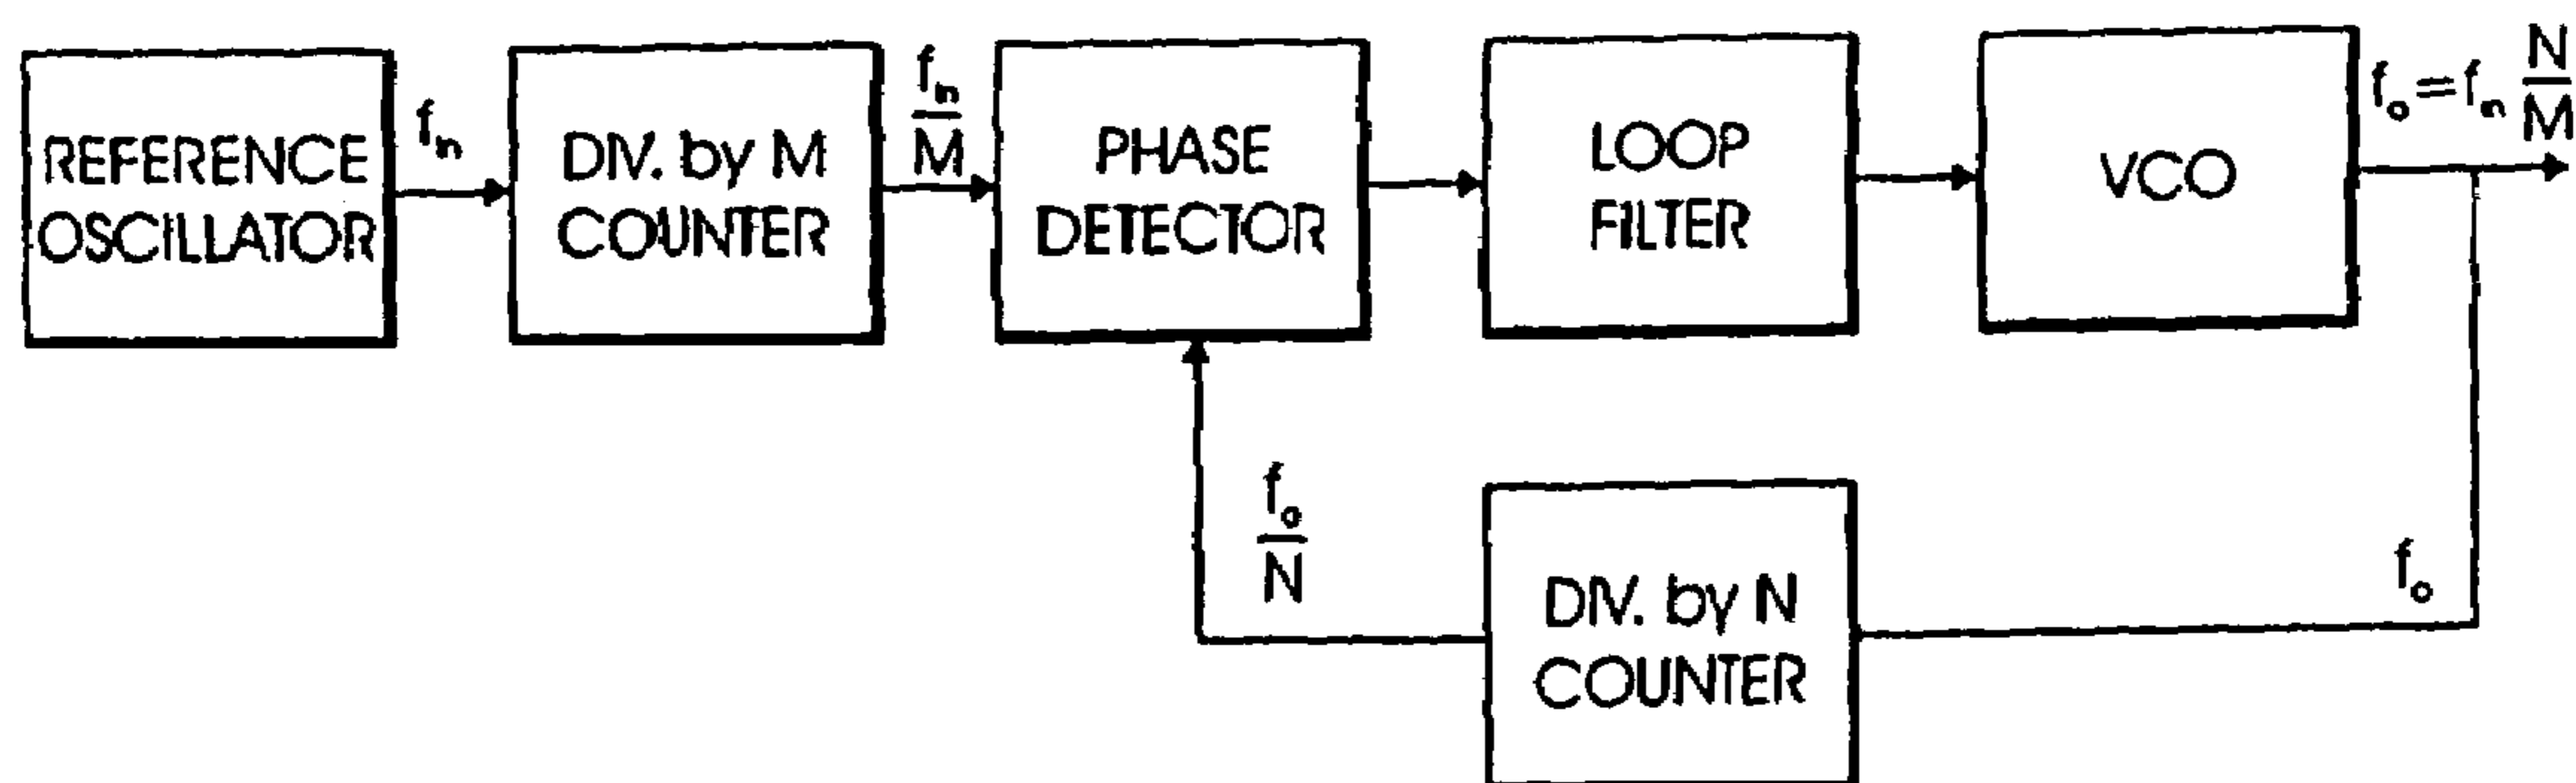 REFERENCE
OSCILLATOR
f_in
DIV. by M
COUNTER
f_in
M
PHASE
DETECTOR
LOOP
FILTER
VCO
f_o = f_in N
M
f_o
N
DIV. by N
COUNTER
f_o